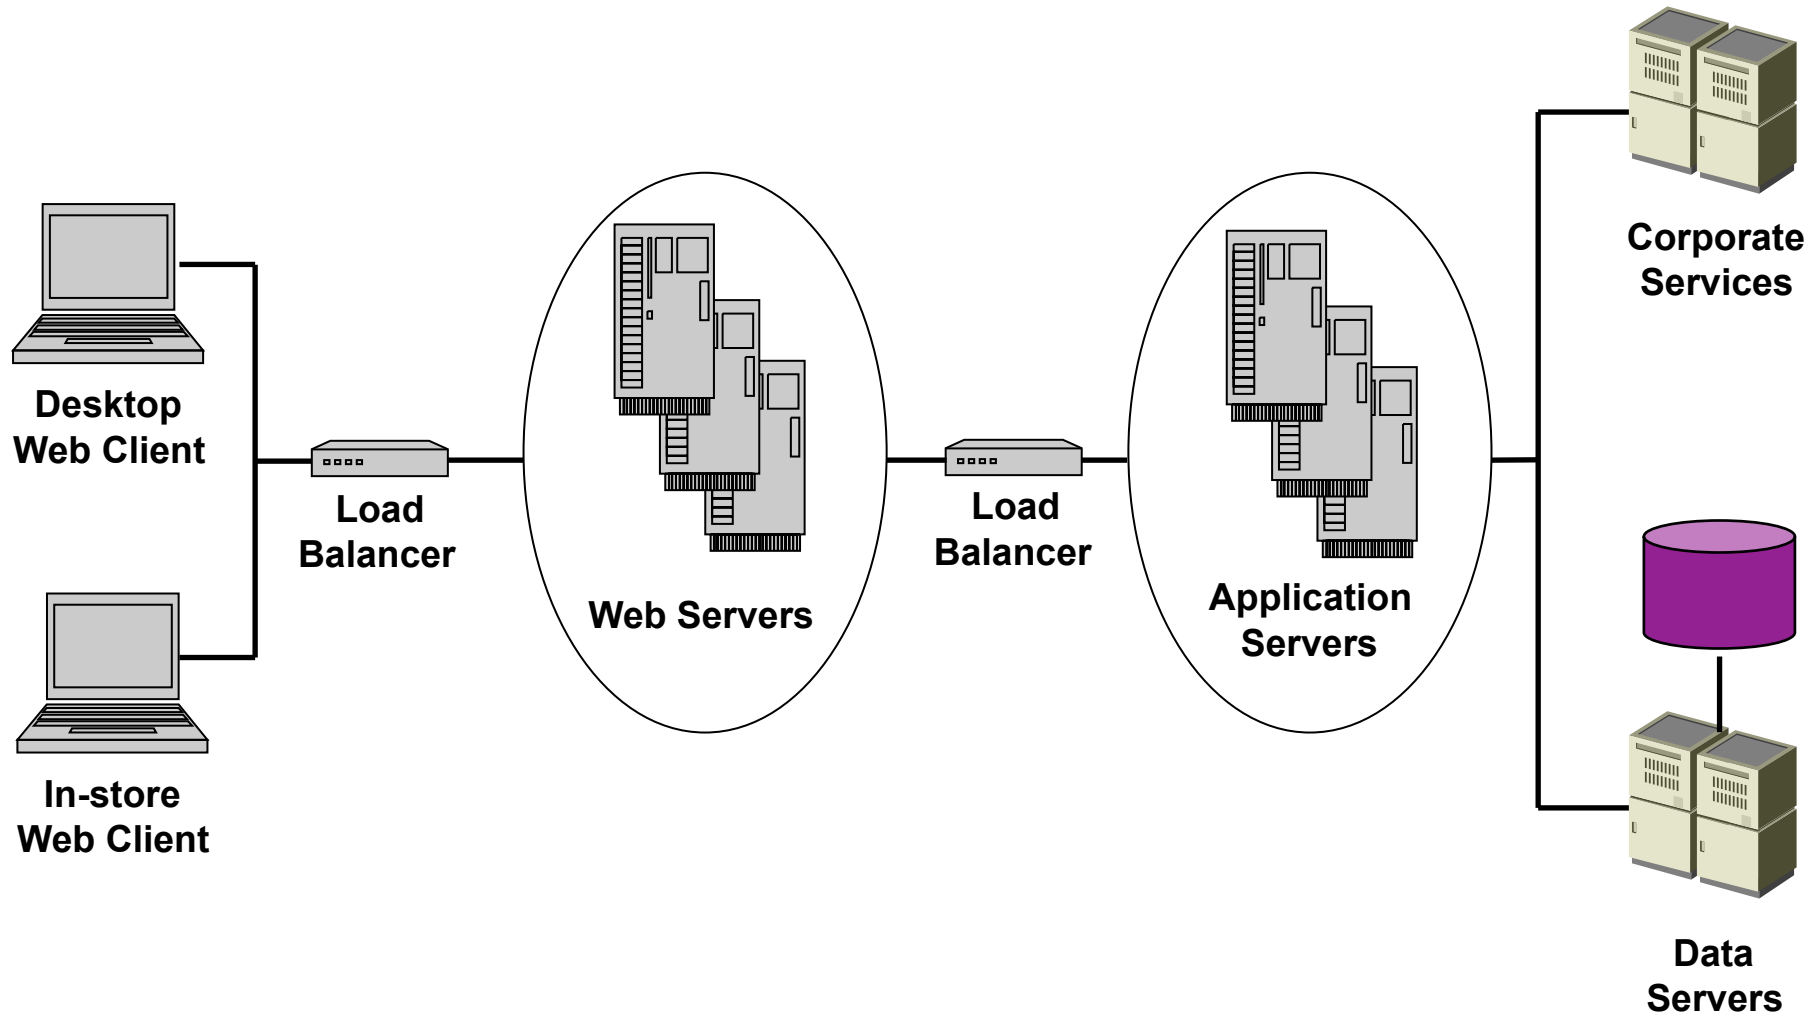 Corporate
Services
Desktop
Web Client
Load
Balancer
Web Servers
Load
Balancer
Application
Servers
In-store
Web Client
Data
Servers